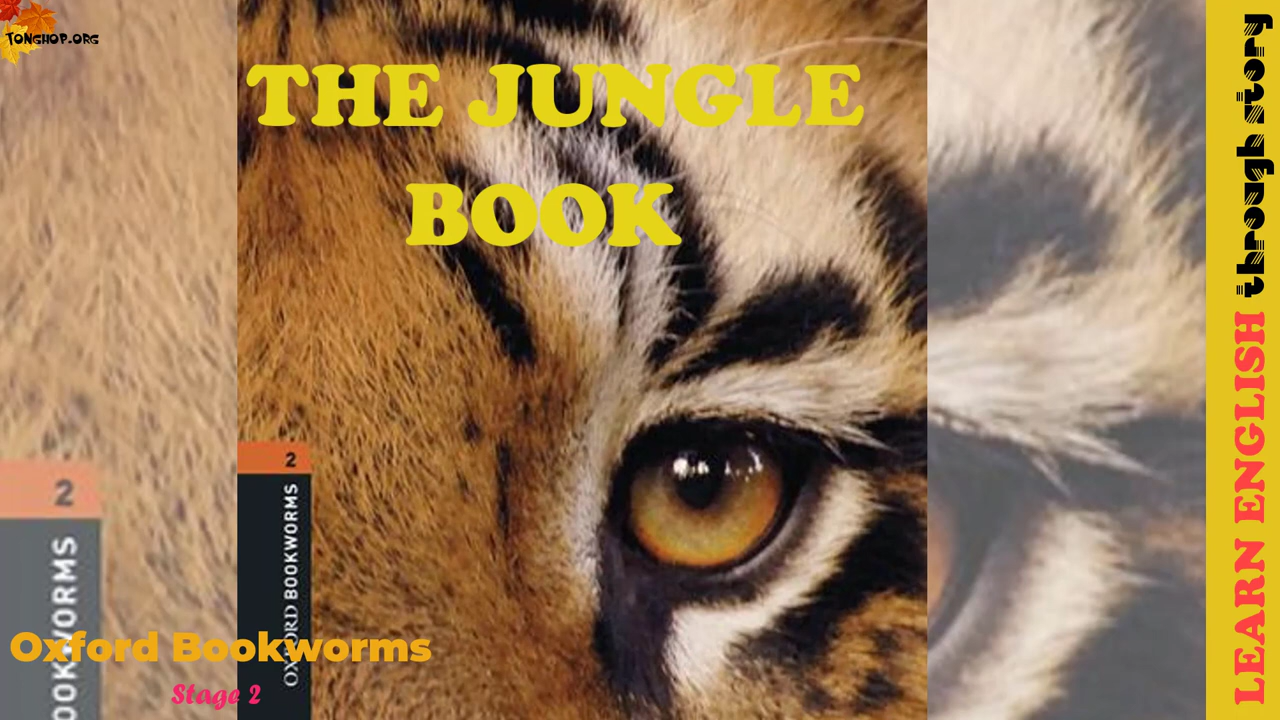 TONGHOP.ORG
THE JUNGLE
BOOK
2
OXFORD BOOKWORMS
2
OOKWORMS
Oxford Bookworms
Stage 2
LEARN ENGLISH through story